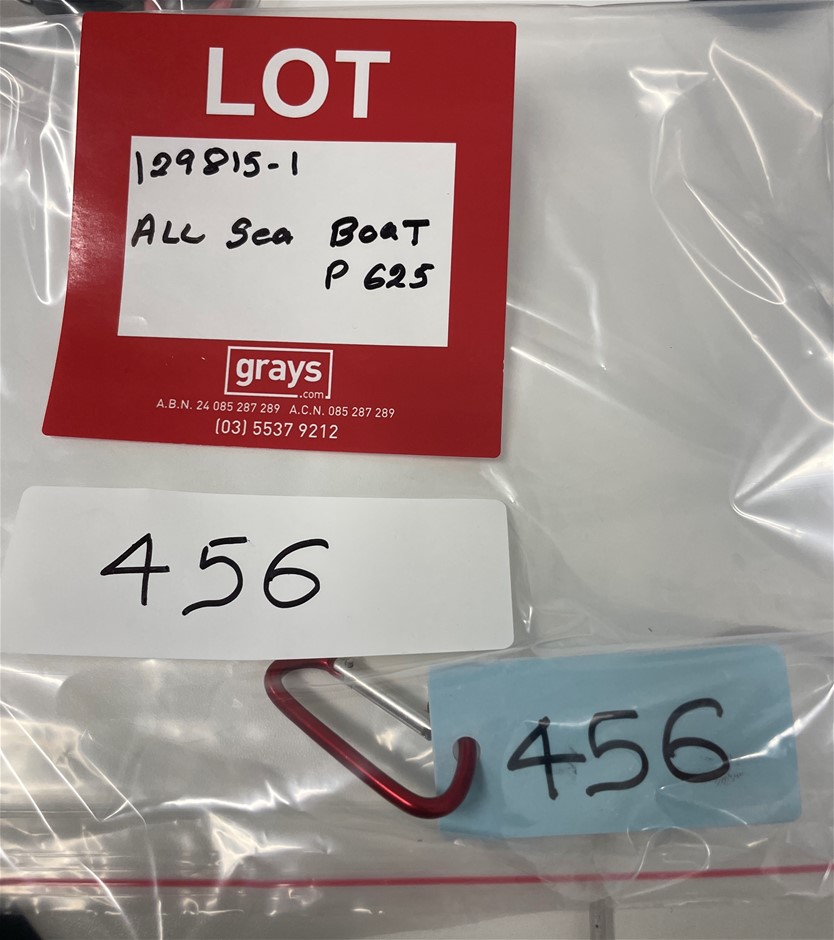 LOT
129815-1
ALL Sea BoaT
P 625
grays
.com
A.B.N. 24 085 287 289 A.C.N. 085 287 289
(03) 5537 9212
456
456